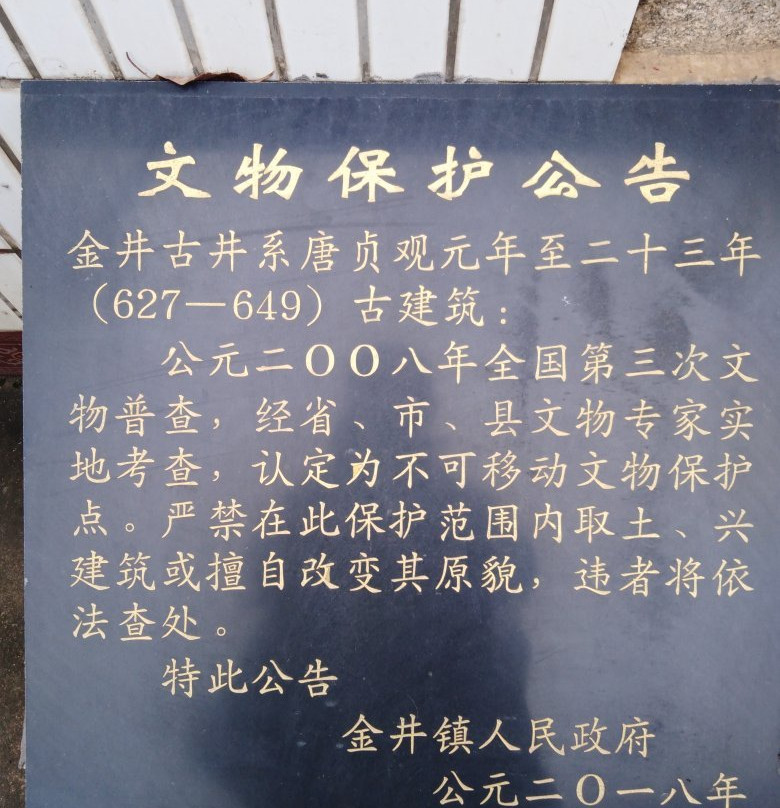 文物保护公告
金井古井系唐贞观元年至二十三年
（627—649）古建筑：
公元二OO八年全国第三次文
物普查，经省、市、县文物专家实
地考查，认定为不可移动文物保护
点。严禁在此保护范围内取土、兴
建筑或擅自改变其原貌，违者将依
法查处。
特此公告
金井镇人民政府
公元二O一八年